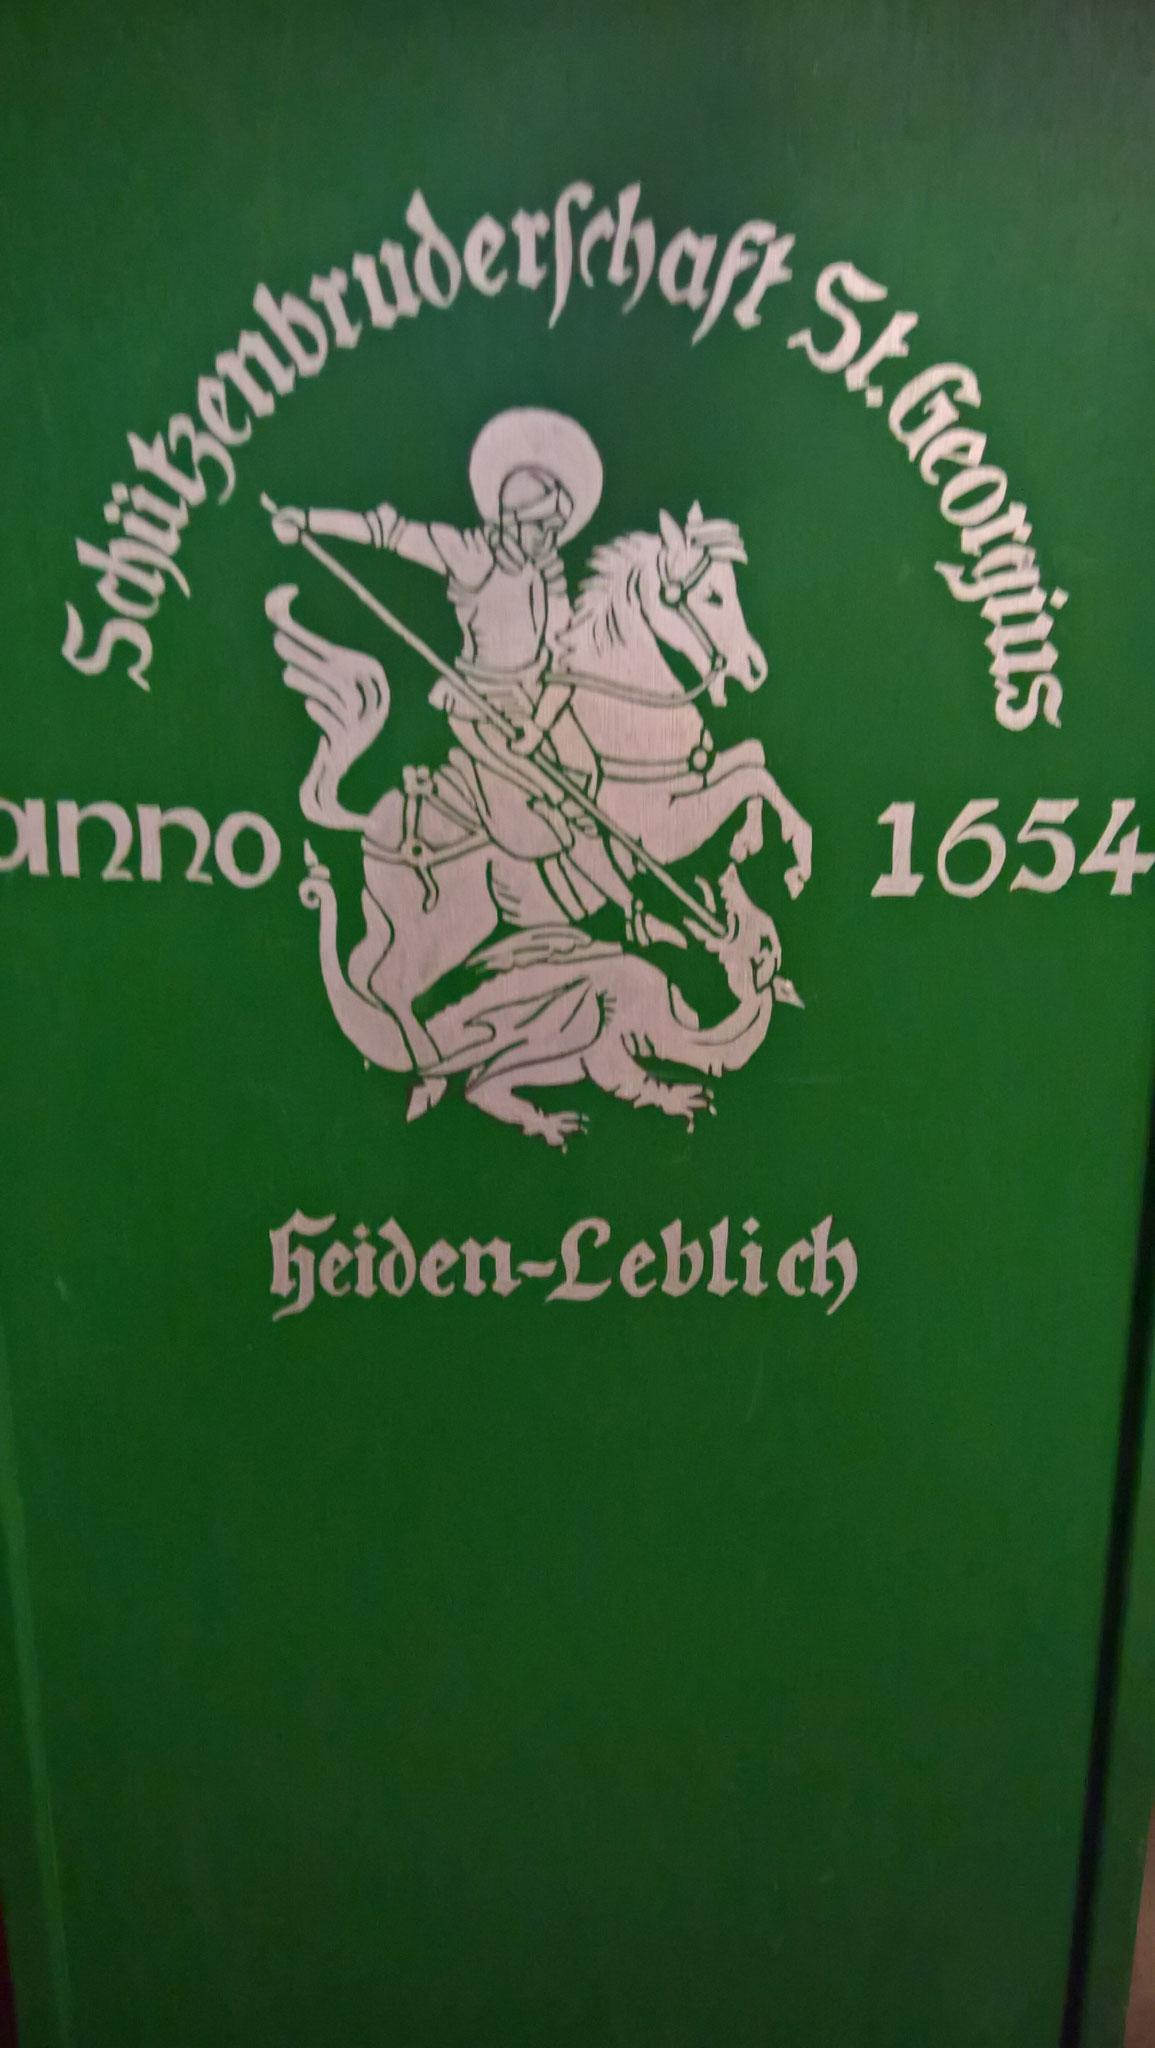 Schützenbruderschaft St. Georgius
anno 1654
Heiden-Leblich